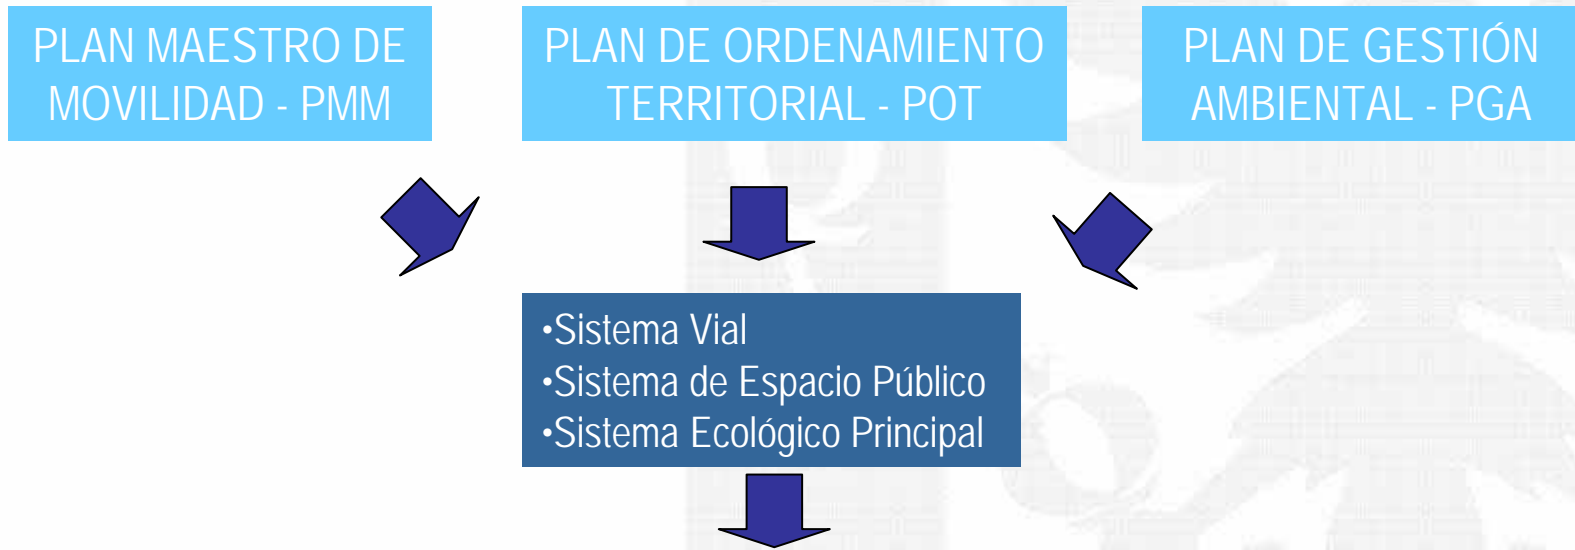 PLAN MAESTRO DE
MOVILIDAD - PMM
PLAN DE ORDENAMIENTO
TERRITORIAL - POT
PLAN DE GESTIÓN
AMBIENTAL - PGA
•Sistema Vial
•Sistema de Espacio Público
•Sistema Ecológico Principal